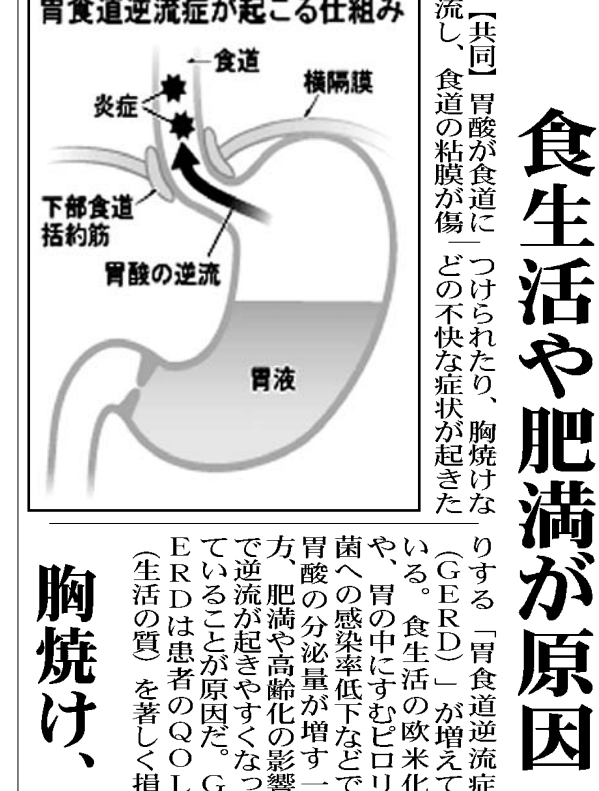 食生活や肥満が原因
【共同】胃酸が食道に
流し、食道の粘膜が傷
つけられたり、胸焼けな
どの不快な症状が起きた
りする「胃食道逆流症
（GERD）」が増えて
いる。食生活の欧米化
や、胃の中にすむピロリ
菌への感染率低下などで
胃酸の分泌量が増す一
方、肥満や高齢化の影響
で逆流が起きやすくなっ
ていることが原因だ。G
ERDは患者のQOL
（生活の質）を著しく損
胸焼け、
胃食道逆流症が起こる仕組み
食道
炎症
横隔膜
下部食道
括約筋
胃酸の逆流
胃液